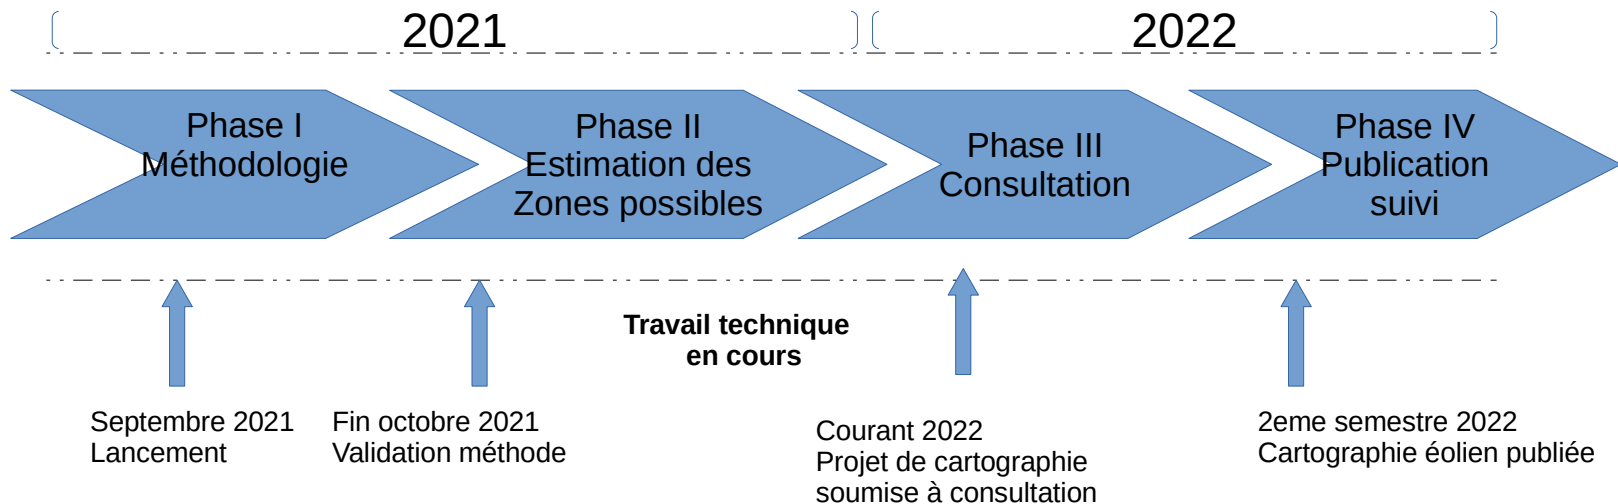 2021
2022
Phase I
Méthodologie
Phase II
Estimation des
Zones possibles
Phase III
Consultation
Phase IV
Publication
suivi
Travail technique
en cours
Septembre 2021
Lancement
Fin octobre 2021
Validation méthode
Courant 2022
Projet de cartographie
soumise à consultation
2eme semestre 2022
Cartographie éolien publiée